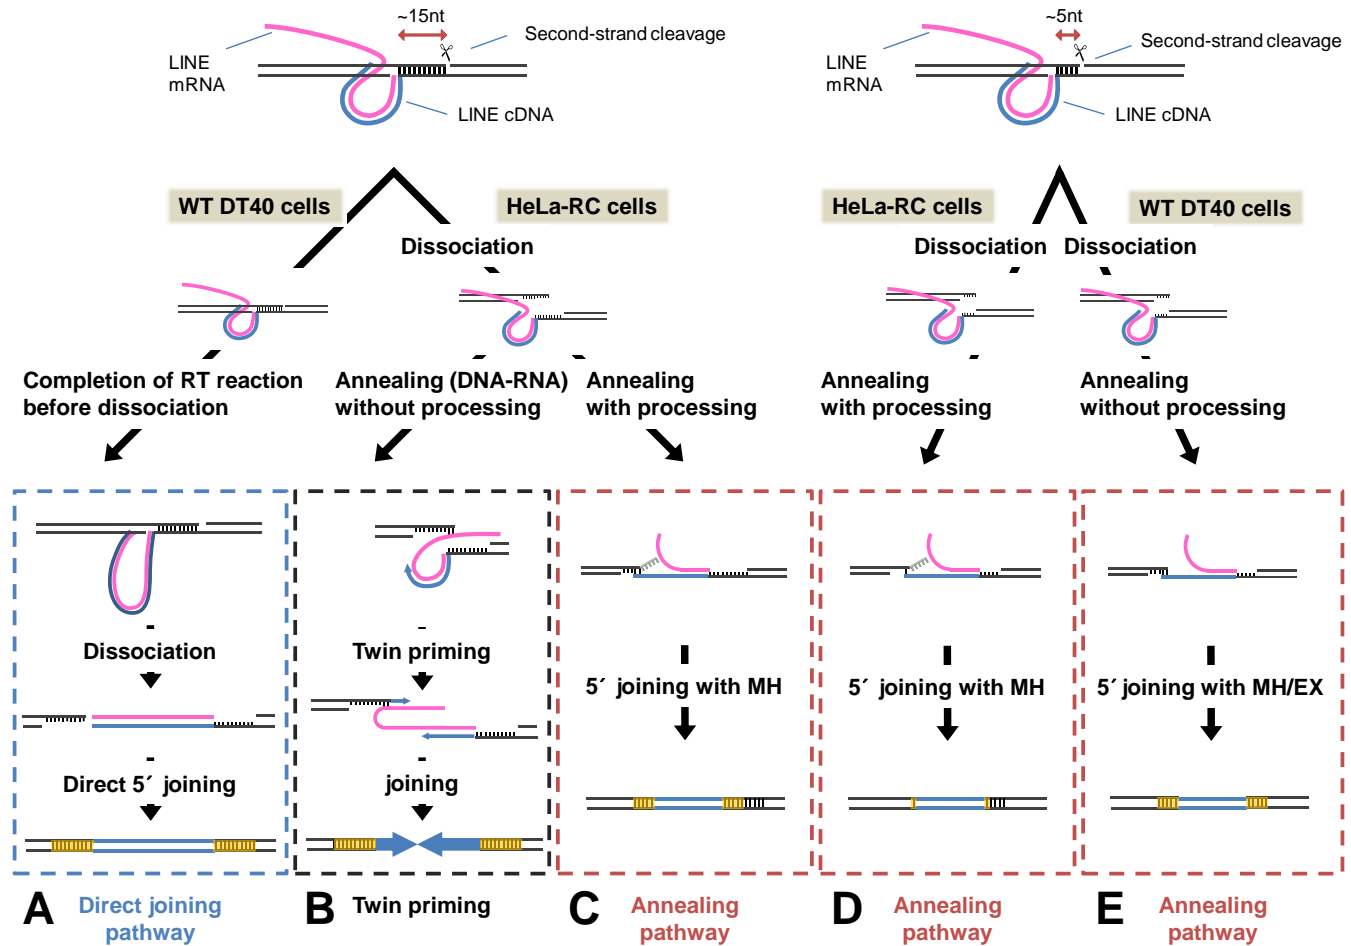 ~15nt
Second-strand cleavage
LINE
mRNA
LINE cDNA
~5nt
Second-strand cleavage
LINE
mRNA
LINE cDNA
WT DT40 cells
HeLa-RC cells
Dissociation
HeLa-RC cells
WT DT40 cells
Dissociation
Dissociation
Completion of RT reaction
before dissociation
Annealing (DNA-RNA)
without processing
Annealing
with processing
Annealing
with processing
Annealing
without processing
Dissociation
Direct 5´ joining
Twin priming
joining
5´ joining with MH
5´ joining with MH
5´ joining with MH/EX
A
Direct joining
pathway
B
Twin priming
C
Annealing
pathway
D
Annealing
pathway
E
Annealing
pathway